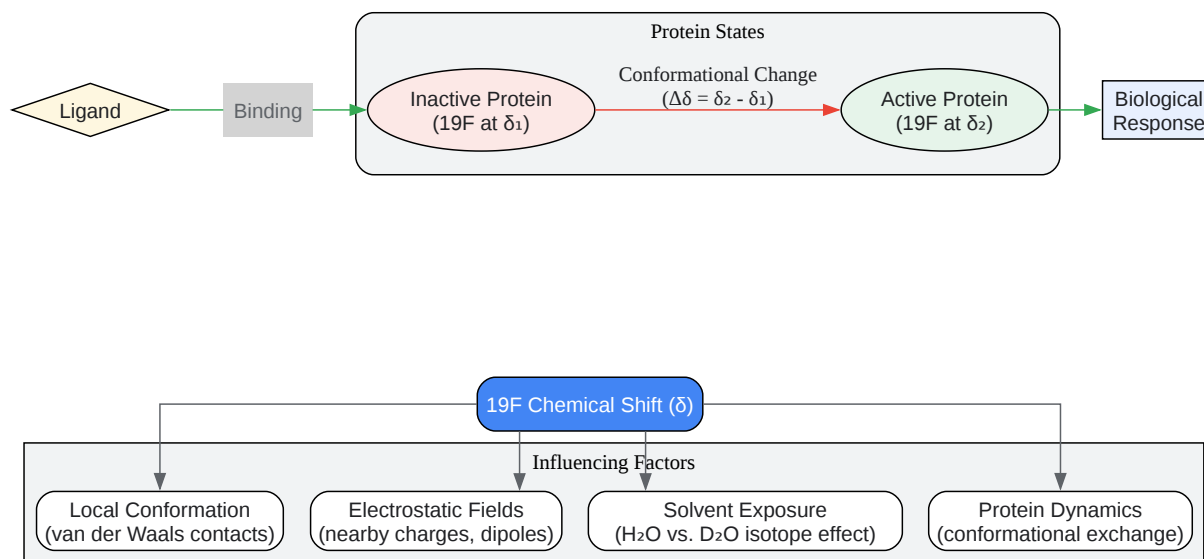 Protein States
Ligand
Binding
Inactive Protein
(19F at δ₁)
Conformational Change
(Δδ = δ₂ - δ₁)
Active Protein
(19F at δ₂)
Biological
Response
19F Chemical Shift (δ)
Influencing Factors
Local Conformation
(van der Waals contacts)
Electrostatic Fields
(nearby charges, dipoles)
Solvent Exposure
(H₂O vs. D₂O isotope effect)
Protein Dynamics
(conformational exchange)